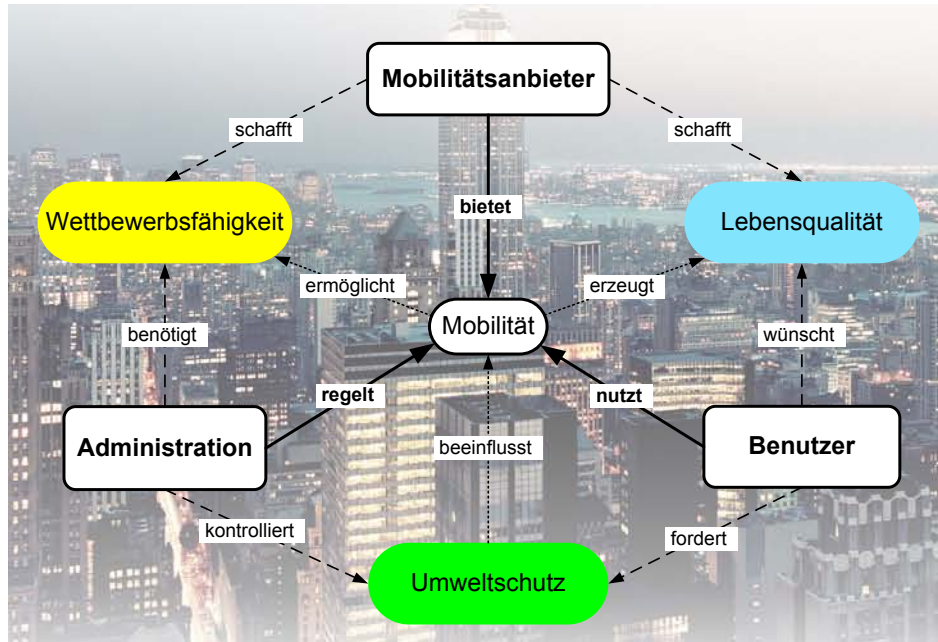 Mobilitätsanbieter
schafft
schafft
Wettbewerbsfähigkeit
bietet
Lebensqualität
ermöglicht
erzeugt
Mobilität
benötigt
wünscht
regelt
nutzt
Administration
beeinflusst
Benutzer
kontrolliert
fordert
Umweltschutz